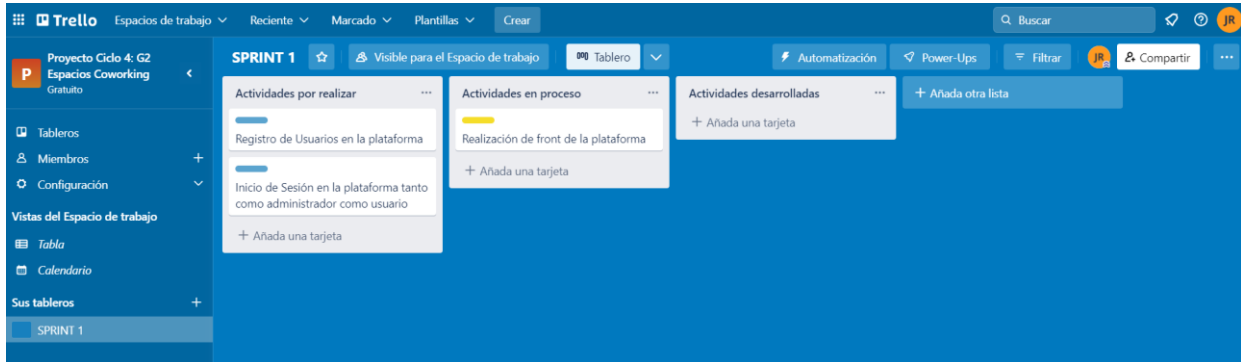 Trello Espacios de trabajo Reciente Marcado Plantillas Crear Buscar JR
Proyecto Ciclo 4: G2
P Espacios Coworking
Gratuito
Tableros
Miembros
Configuración
Vistas del Espacio de trabajo
Tabla
Calendario
Sus tableros
SPRINT 1
SPRINT 1 Visible para el Espacio de trabajo Tablero Automatización Power-Ups Filtrar JR Compartir
Actividades por realizar
Registro de Usuarios en la plataforma
Inicio de Sesión en la plataforma tanto
como administrador como usuario
+ Añada una tarjeta
Actividades en proceso
Realización de front de la plataforma
+ Añada una tarjeta
Actividades desarrolladas
+ Añada una tarjeta
+ Añada otra lista